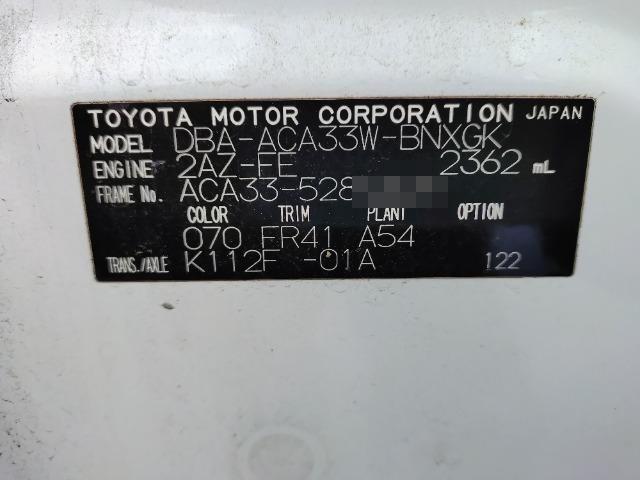 TOYOTA MOTOR CORPORATION JAPAN
MODEL DBA-ACA33W-BNXGK
ENGINE 2AZ-FE 2362 mL
FRAME No. ACA33-528
COLOR TRIM PLANT OPTION
070 FR41 A54
TRANS./AXLE K112F -01A 122